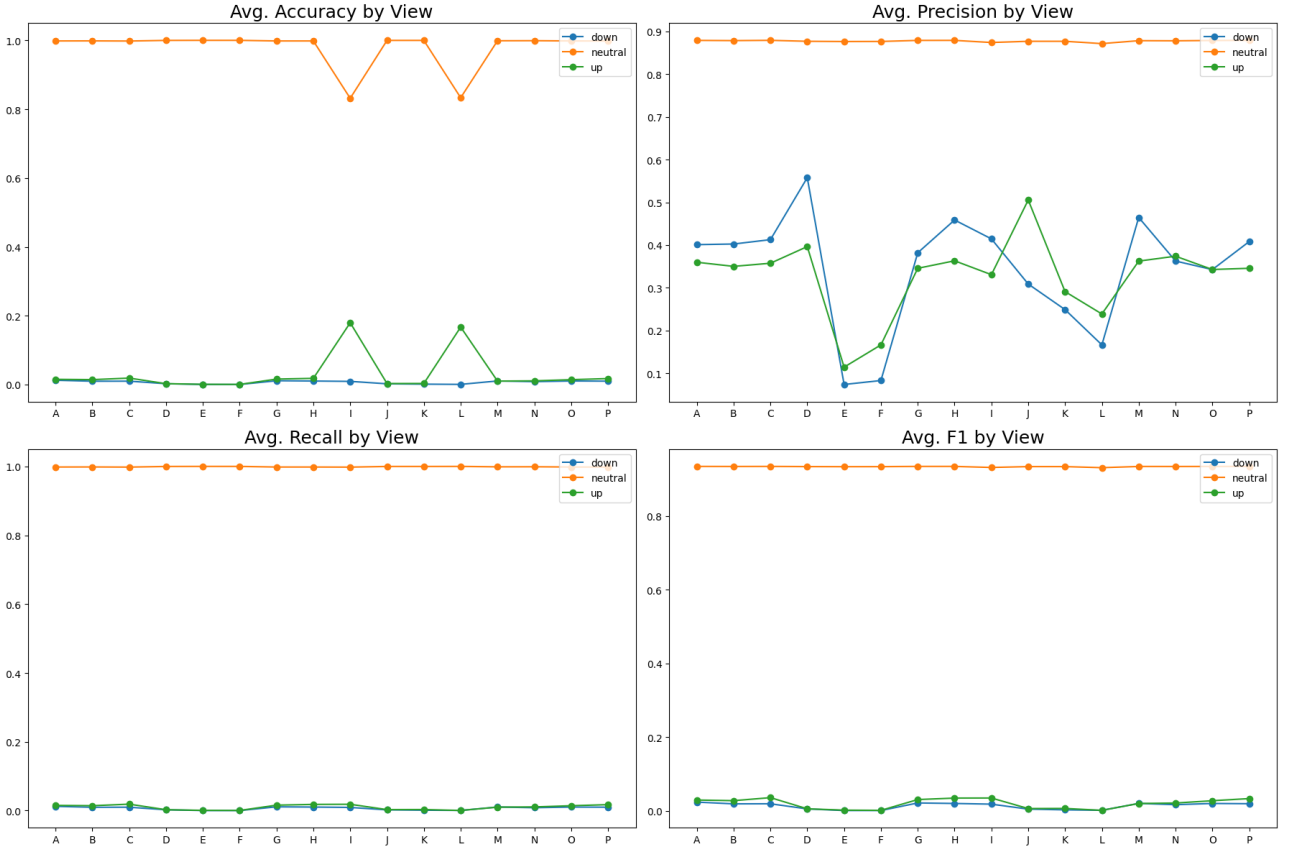 Avg. Accuracy by View
1.0
0.8
0.6
0.4
0.2
0.0
A B C D E F G H I J K L M N O P
down
neutral
up
Avg. Precision by View
0.9
0.8
0.7
0.6
0.5
0.4
0.3
0.2
0.1
A B C D E F G H I J K L M N O P
down
neutral
up
Avg. Recall by View
1.0
0.8
0.6
0.4
0.2
0.0
A B C D E F G H I J K L M N O P
down
neutral
up
Avg. F1 by View
0.8
0.6
0.4
0.2
0.0
A B C D E F G H I J K L M N O P
down
neutral
up